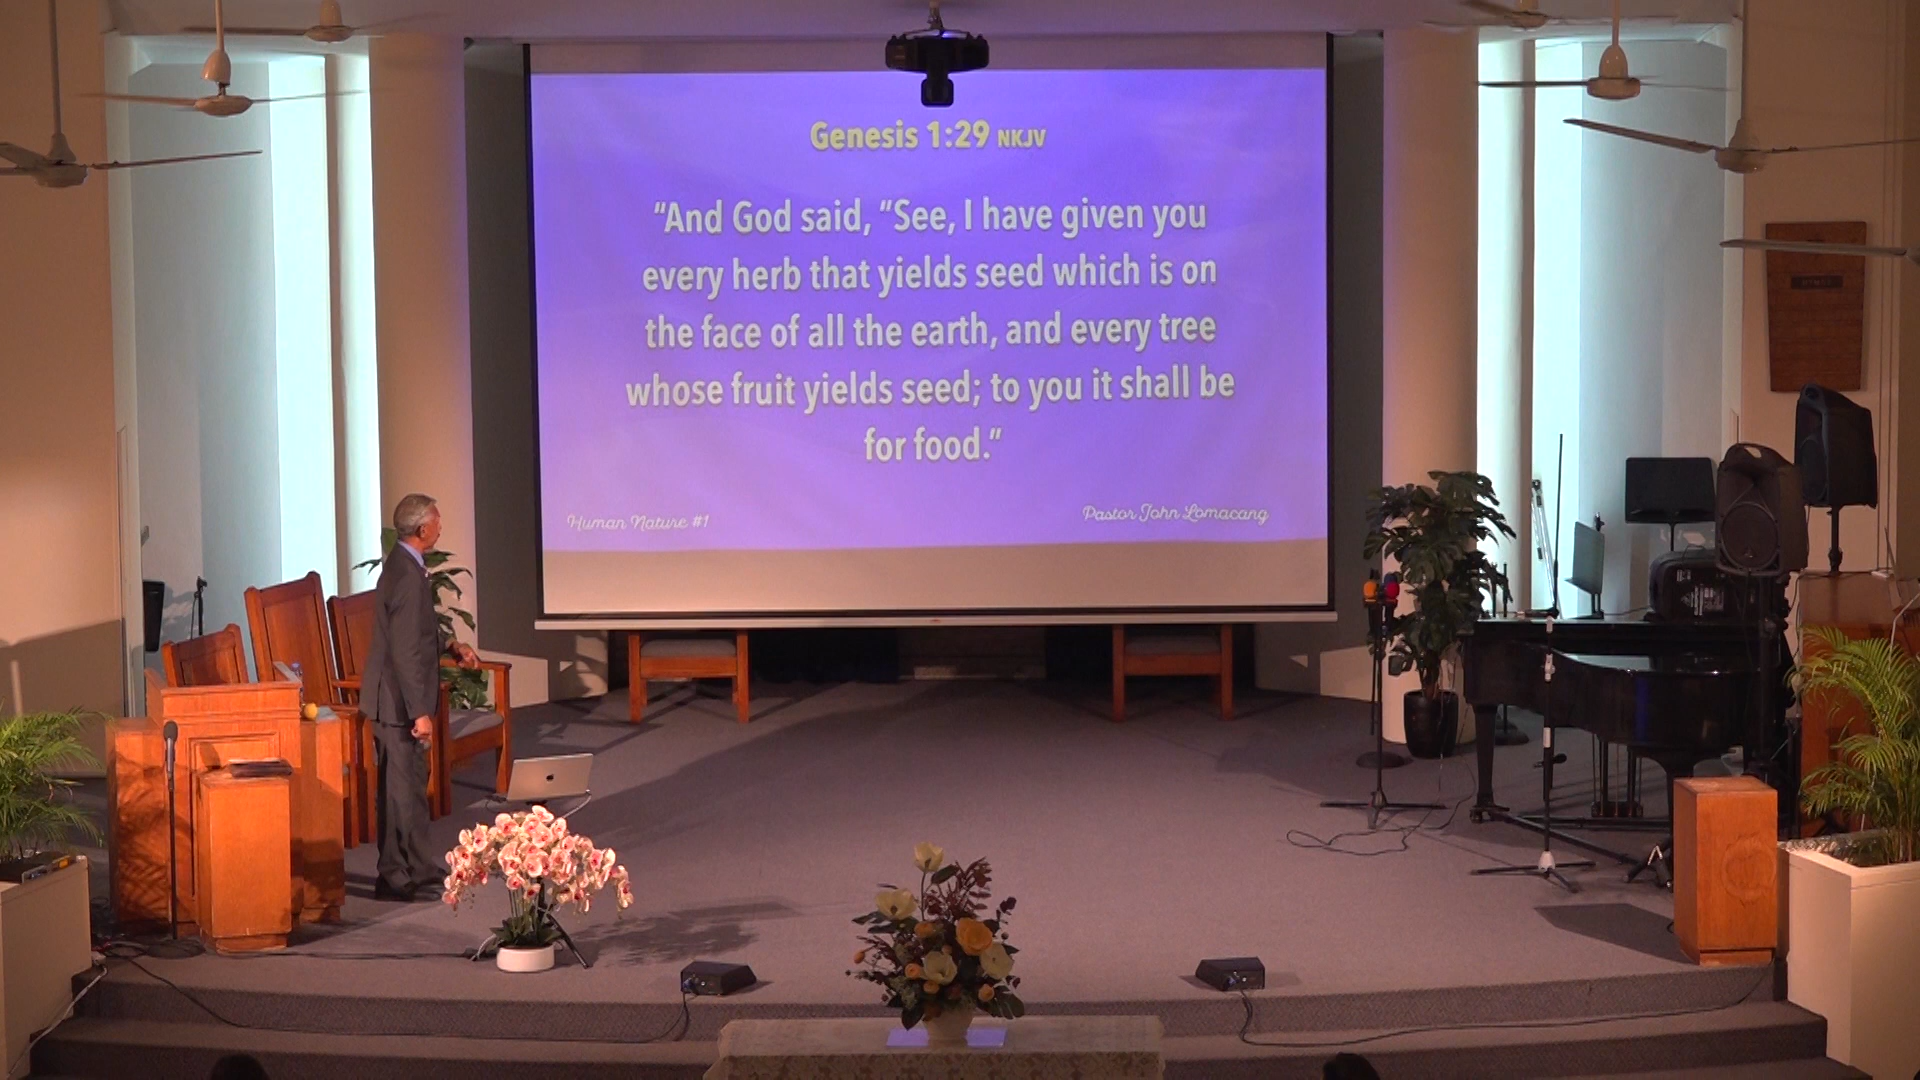 Genesis 1:29 NKJV
“And God said, “See, I have given you
every herb that yields seed which is on
the face of all the earth, and every tree
whose fruit yields seed; to you it shall be
for food.”
Human Nature #1
Pastor John Lomacang